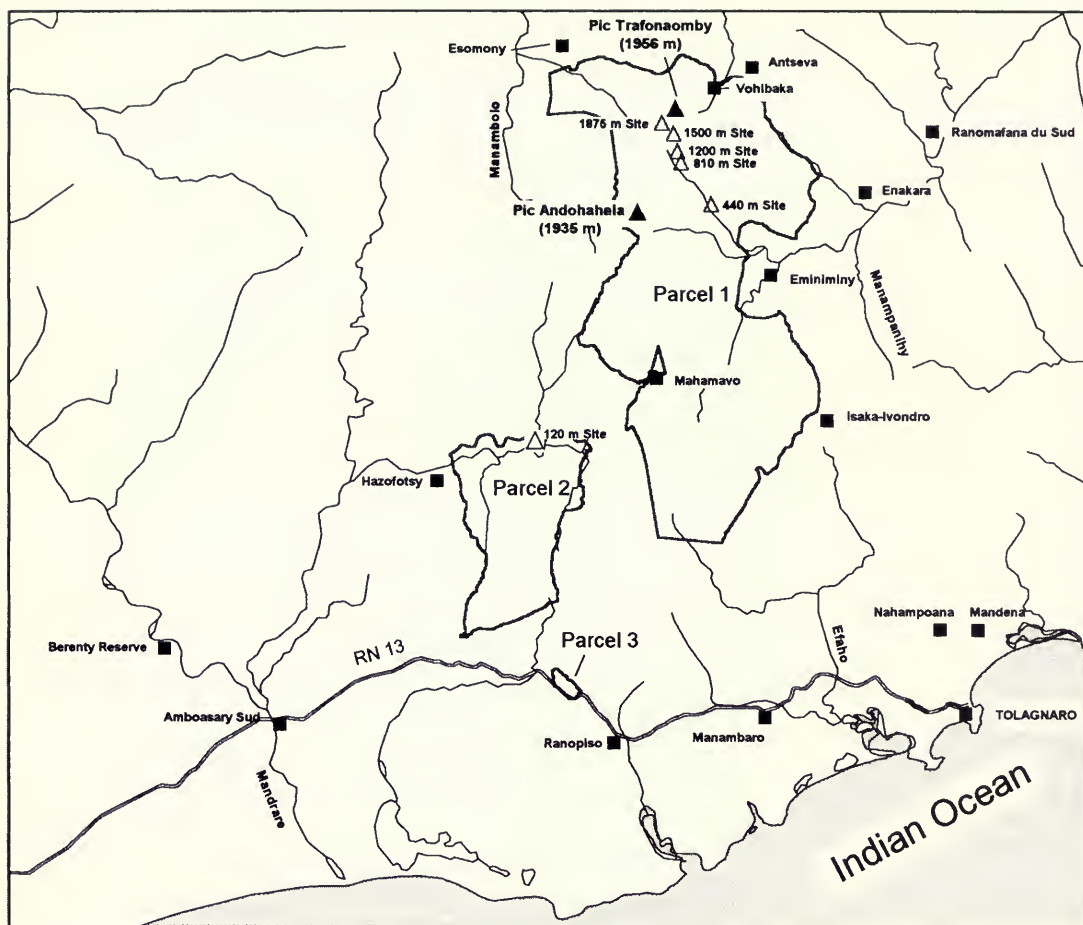 Pic Trafonaomby
(1956 m)
Esomony
Antseva
Vohibaka
Manambolo
1875 m Site
1500 m Site
1200 m Site
810 m Site
Ranomafana du Sud
Enakara
Pic Andohahela
(1935 m)
440 m Site
Eminiminy
Parcel 1
Manampanihy
Mahamavo
Isaka-Ivondro
120 m Site
Hazofotsy
Parcel 2
Nahampoana
Mandena
Berenty Reserve
RN 13
Parcel 3
Efaho
Amboasary Sud
TOLAGNARO
Ranopiso
Manambaro
Mandrare
Indian Ocean